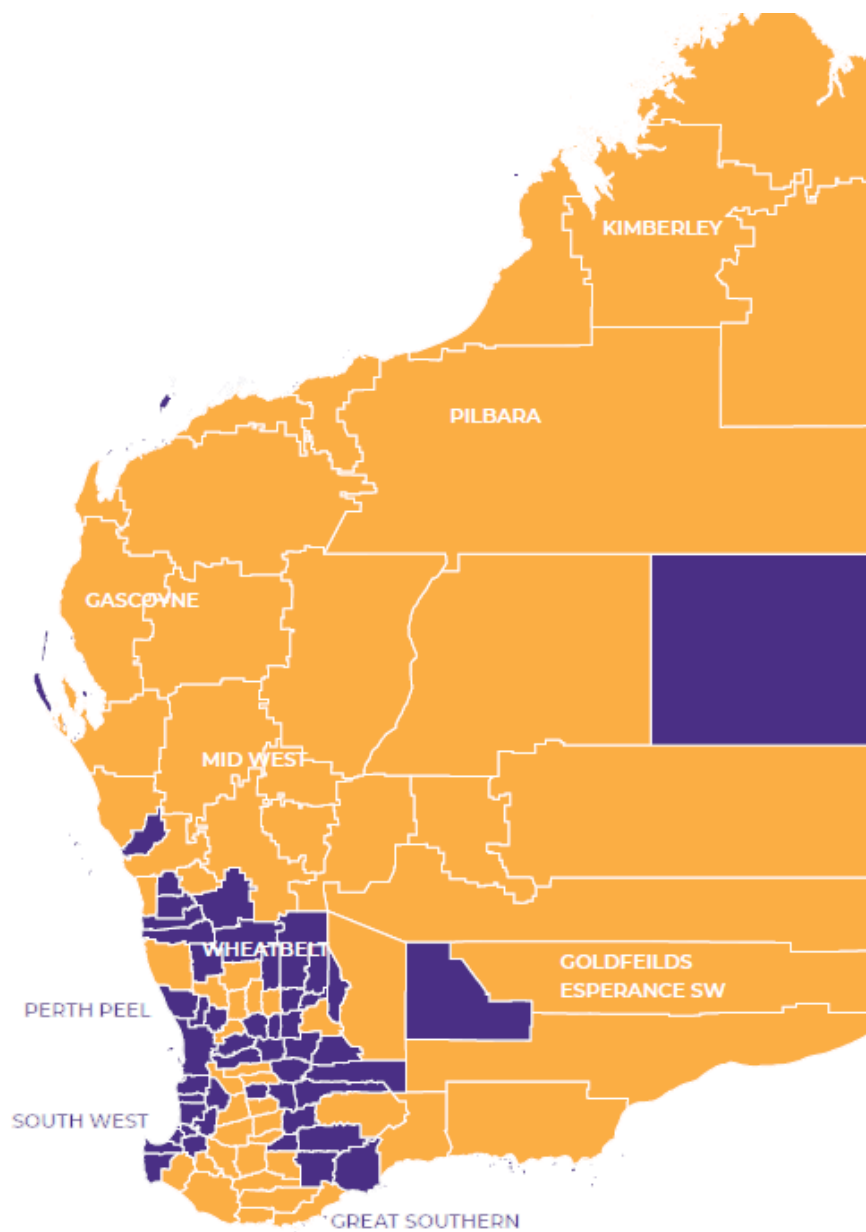 KIMBERLEY
PILBARA
GASCOYNE
MID WEST
WHEATBELT
GOLDFEILDS
ESPERANCE SW
PERTH PEEL
SOUTH WEST
GREAT SOUTHERN